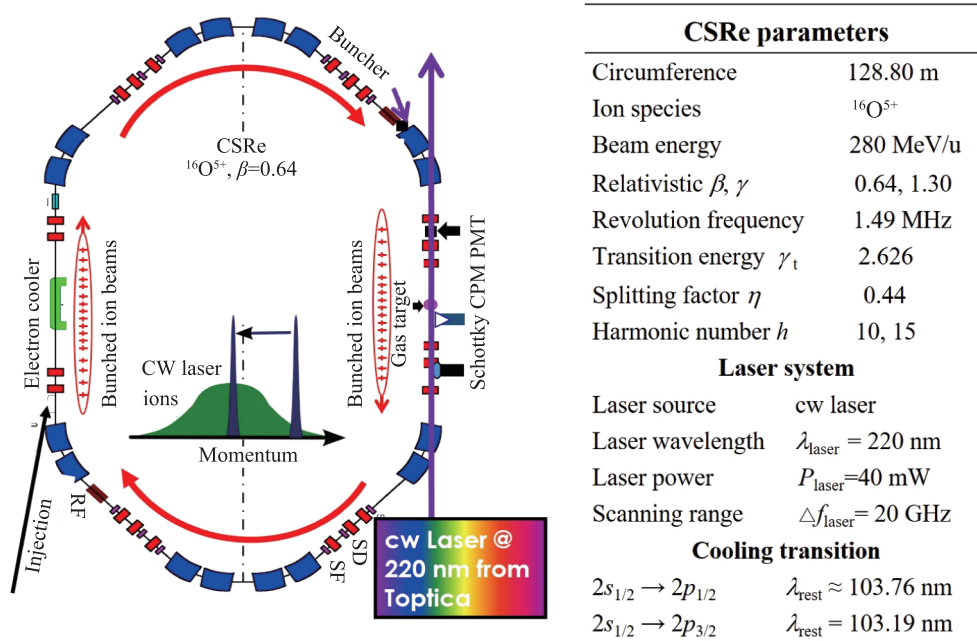 Buncher
CSRe
¹⁶O⁵⁺, β=0.64
Electron cooler
Bunched ion beams
Bunched ion beams
Gas target
Schottky CPM PMT
CW laser
ions
Momentum
Injection
RF
SF
SD
cw Laser @
220 nm from
Toptica
CSRe parameters
Circumference 128.80 m
Ion species ¹⁶O⁵⁺
Beam energy 280 MeV/u
Relativistic β, γ 0.64, 1.30
Revolution frequency 1.49 MHz
Transition energy γₜ 2.626
Splitting factor η 0.44
Harmonic number h 10, 15
Laser system
Laser source cw laser
Laser wavelength λlaser = 220 nm
Laser power Plaser=40 mW
Scanning range △flaser= 20 GHz
Cooling transition
2s1/2 → 2p1/2 λrest ≈ 103.76 nm
2s1/2 → 2p3/2 λrest = 103.19 nm